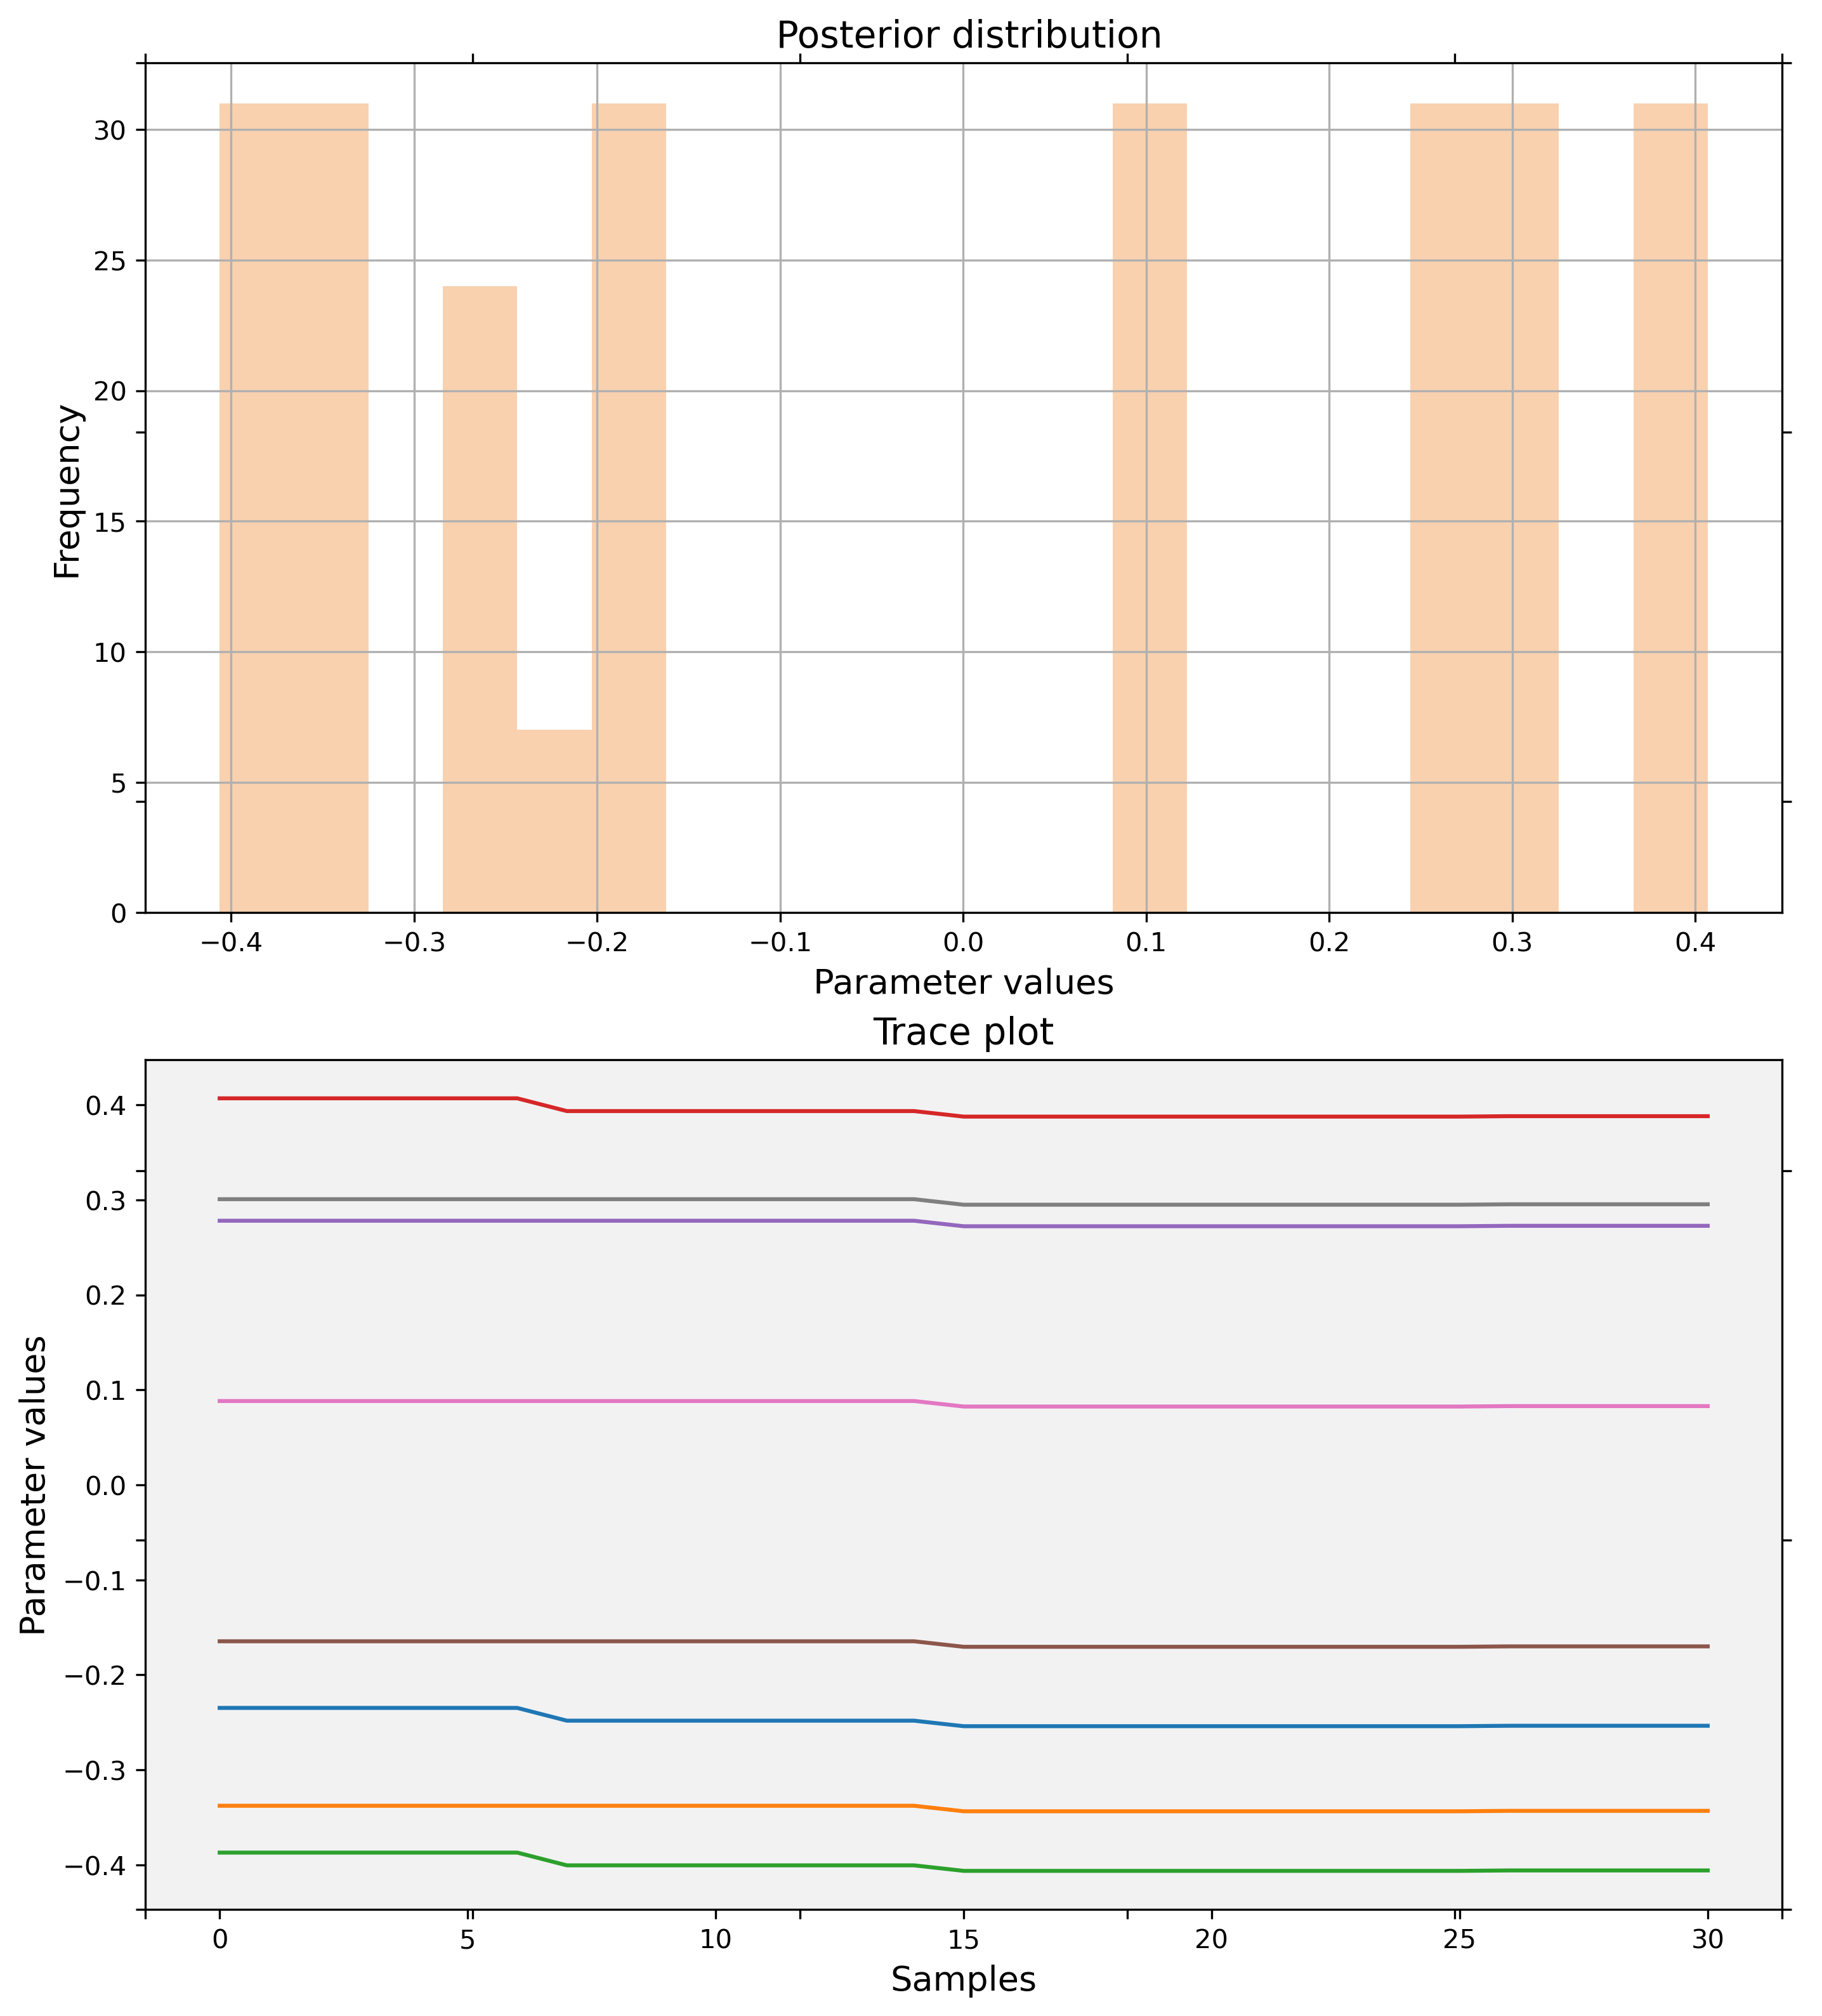 Posterior distribution
Frequency
30
25
20
15
10
5
0
−0.4 −0.3 −0.2 −0.1 0.0 0.1 0.2 0.3 0.4
Parameter values
Trace plot
Parameter values
0.4
0.3
0.2
0.1
0.0
−0.1
−0.2
−0.3
−0.4
0 5 10 15 20 25 30
Samples